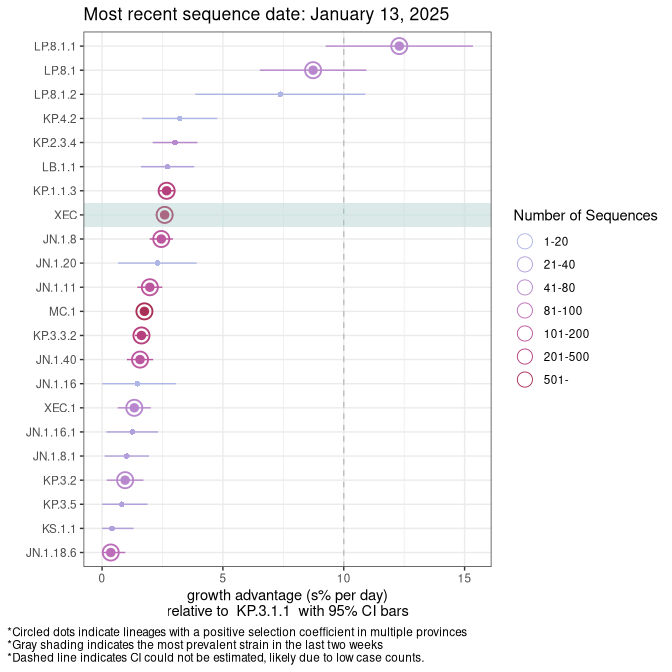 Most recent sequence date: January 13, 2025
LP.8.1.1
LP.8.1
LP.8.1.2
KP.4.2
KP.2.3.4
LB.1.1
KP.1.1.3
XEC
JN.1.8
JN.1.20
JN.1.11
MC.1
KP.3.3.2
JN.1.40
JN.1.16
XEC.1
JN.1.16.1
JN.1.8.1
KP.3.2
KP.3.5
KS.1.1
JN.1.18.6
0 5 10 15
growth advantage (s% per day)
relative to KP.3.1.1 with 95% CI bars
Number of Sequences
1-20
21-40
41-80
81-100
101-200
201-500
501-
*Circled dots indicate lineages with a positive selection coefficient in multiple provinces
*Gray shading indicates the most prevalent strain in the last two weeks
*Dashed line indicates CI could not be estimated, likely due to low case counts.